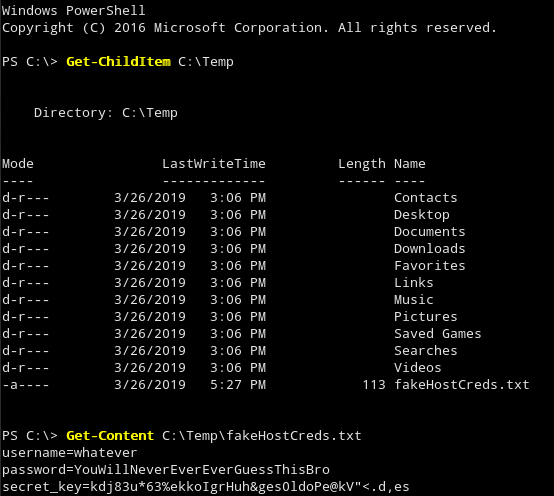 Windows PowerShell
Copyright (C) 2016 Microsoft Corporation. All rights reserved.
PS C:\> Get-ChildItem C:\Temp
Directory: C:\Temp
Mode LastWriteTime Length Name
---- ------------- ------ ----
d-r--- 3/26/2019 3:06 PM Contacts
d-r--- 3/26/2019 3:06 PM Desktop
d-r--- 3/26/2019 3:06 PM Documents
d-r--- 3/26/2019 3:06 PM Downloads
d-r--- 3/26/2019 3:06 PM Favorites
d-r--- 3/26/2019 3:06 PM Links
d-r--- 3/26/2019 3:06 PM Music
d-r--- 3/26/2019 3:06 PM Pictures
d-r--- 3/26/2019 3:06 PM Saved Games
d-r--- 3/26/2019 3:06 PM Searches
d-r--- 3/26/2019 3:06 PM Videos
-a---- 3/26/2019 5:27 PM 113 fakeHostCreds.txt
PS C:\> Get-Content C:\Temp\fakeHostCreds.txt
username=whatever
password=YouWillNeverEverEverGuessThisBro
secret_key=kdj83u*63%ekkoIgrHuh&gesOldoPe@kV"<.d,es